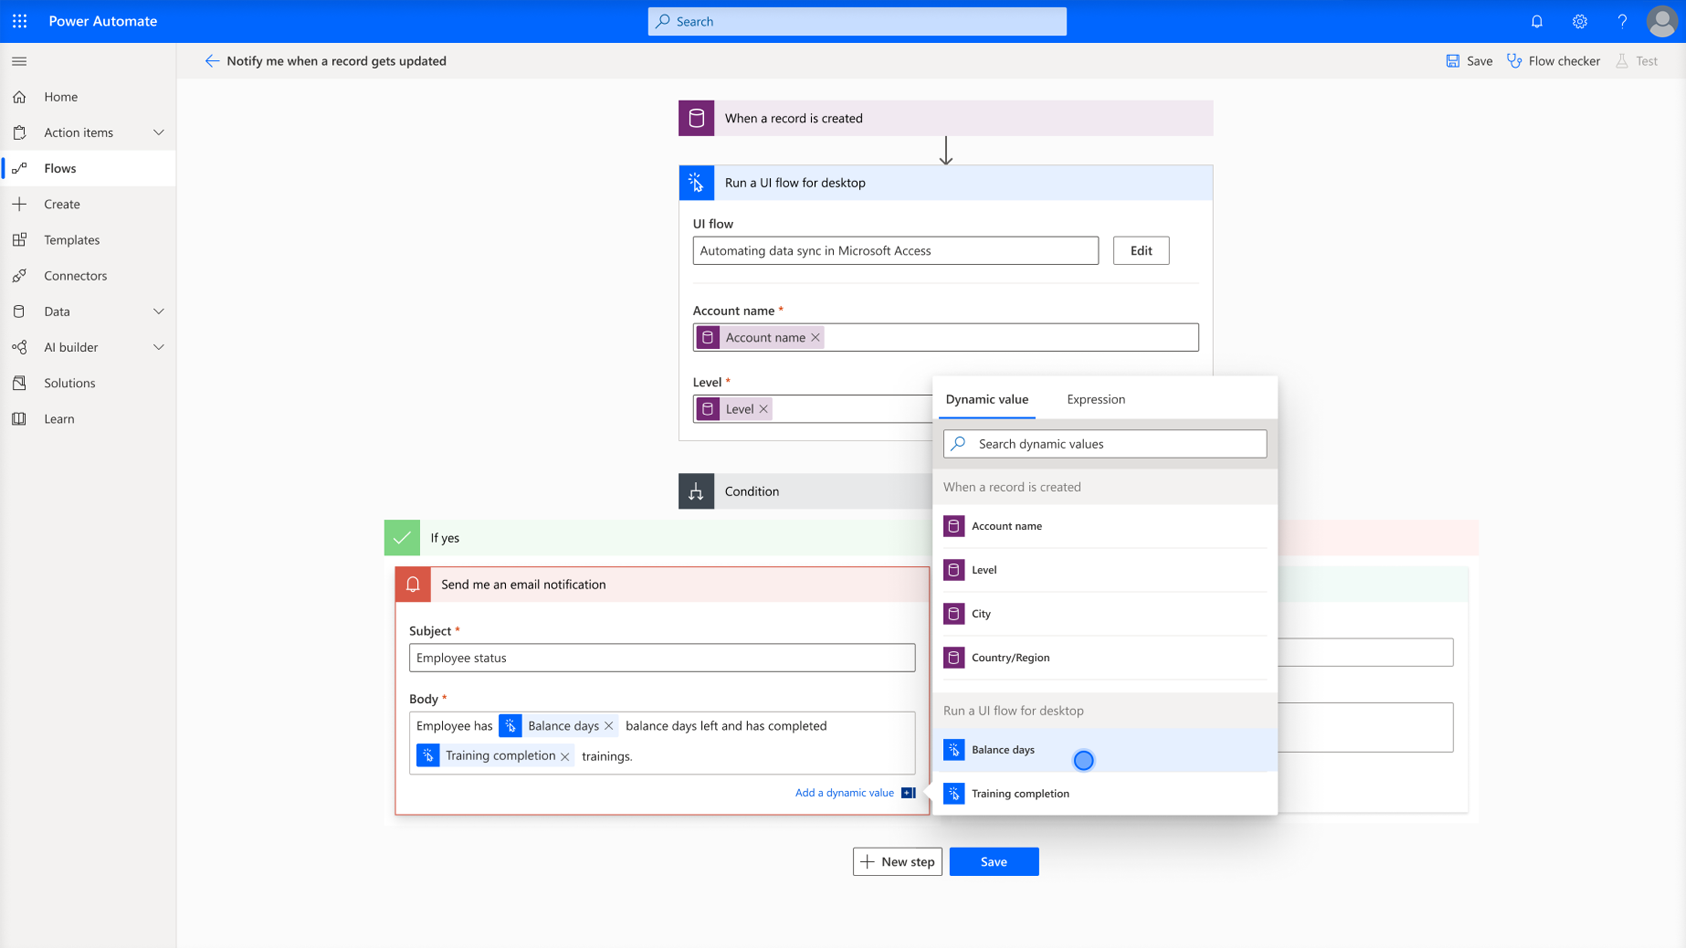 Power Automate
Search
Notify me when a record gets updated
Save
Flow checker
Test
Home
Action items
Flows
Create
Templates
Connectors
Data
AI builder
Solutions
Learn
When a record is created
Run a UI flow for desktop
UI flow
Automating data sync in Microsoft Access
Edit
Account name *
Account name
Level *
Level
Condition
If yes
Send me an email notification
Subject *
Employee status
Body *
Employee has Balance days balance days left and has completed
Training completion trainings.
Add a dynamic value
Dynamic value
Expression
Search dynamic values
When a record is created
Account name
Level
City
Country/Region
Run a UI flow for desktop
Balance days
Training completion
New step
Save